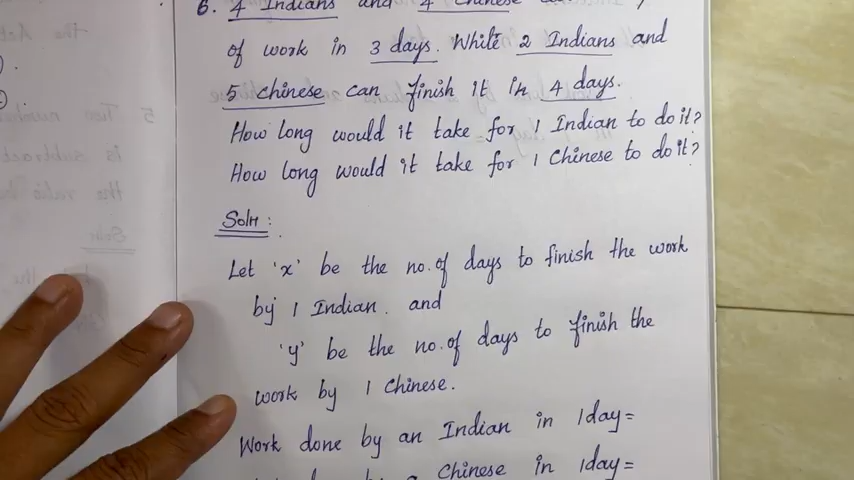 6. 4 Indians and 4 Chinese
of work in 3 days. While 2 Indians and
5 chinese can finish it in 4 days.
How long would it take for 1 Indian to do it?
How long would it take for 1 Chinese to do it?
Soln:
Let 'x' be the no. of days to finish the work
by 1 Indian. and
'y' be the no. of days to finish the
work by 1 Chinese.
Work done by an Indian in 1day=
by a Chinese in 1day=